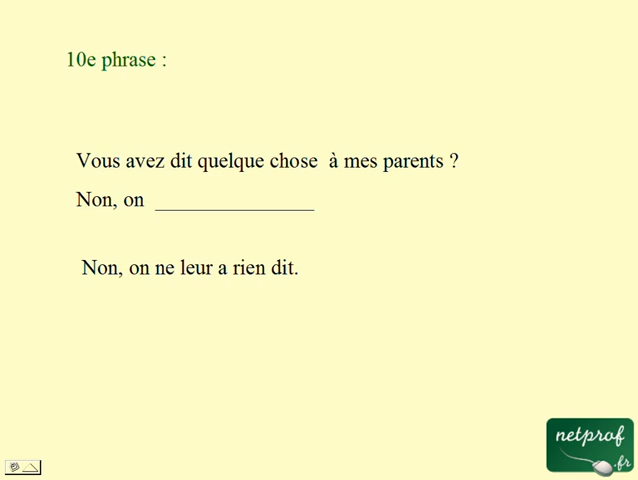 10e phrase :
Vous avez dit quelque chose à mes parents ?
Non, on _______________
Non, on ne leur a rien dit.
netprof
.fr